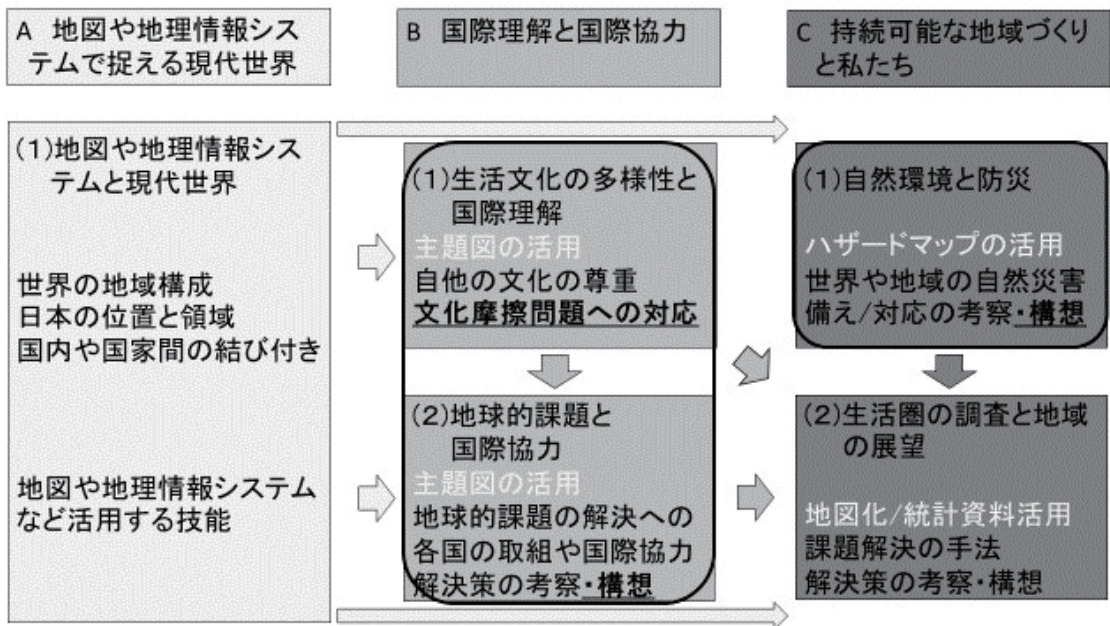 A 地図や地理情報シス
テムで捉える現代世界
B 国際理解と国際協力
C 持続可能な地域づくり
と私たち
(1)地図や地理情報シス
テムと現代世界
世界の地域構成
日本の位置と領域
国内や国家間の結び付き
地図や地理情報システム
など活用する技能
(1)生活文化の多様性と
国際理解
主題図の活用
自他の文化の尊重
文化摩擦問題への対応
(2)地球的課題と
国際協力
主題図の活用
地球的課題の解決への
各国の取組や国際協力
解決策の考察・構想
(1)自然環境と防災
ハザードマップの活用
世界や地域の自然災害
備え/対応の考察・構想
(2)生活圏の調査と地域
の展望
地図化/統計資料活用
課題解決の手法
解決策の考察・構想